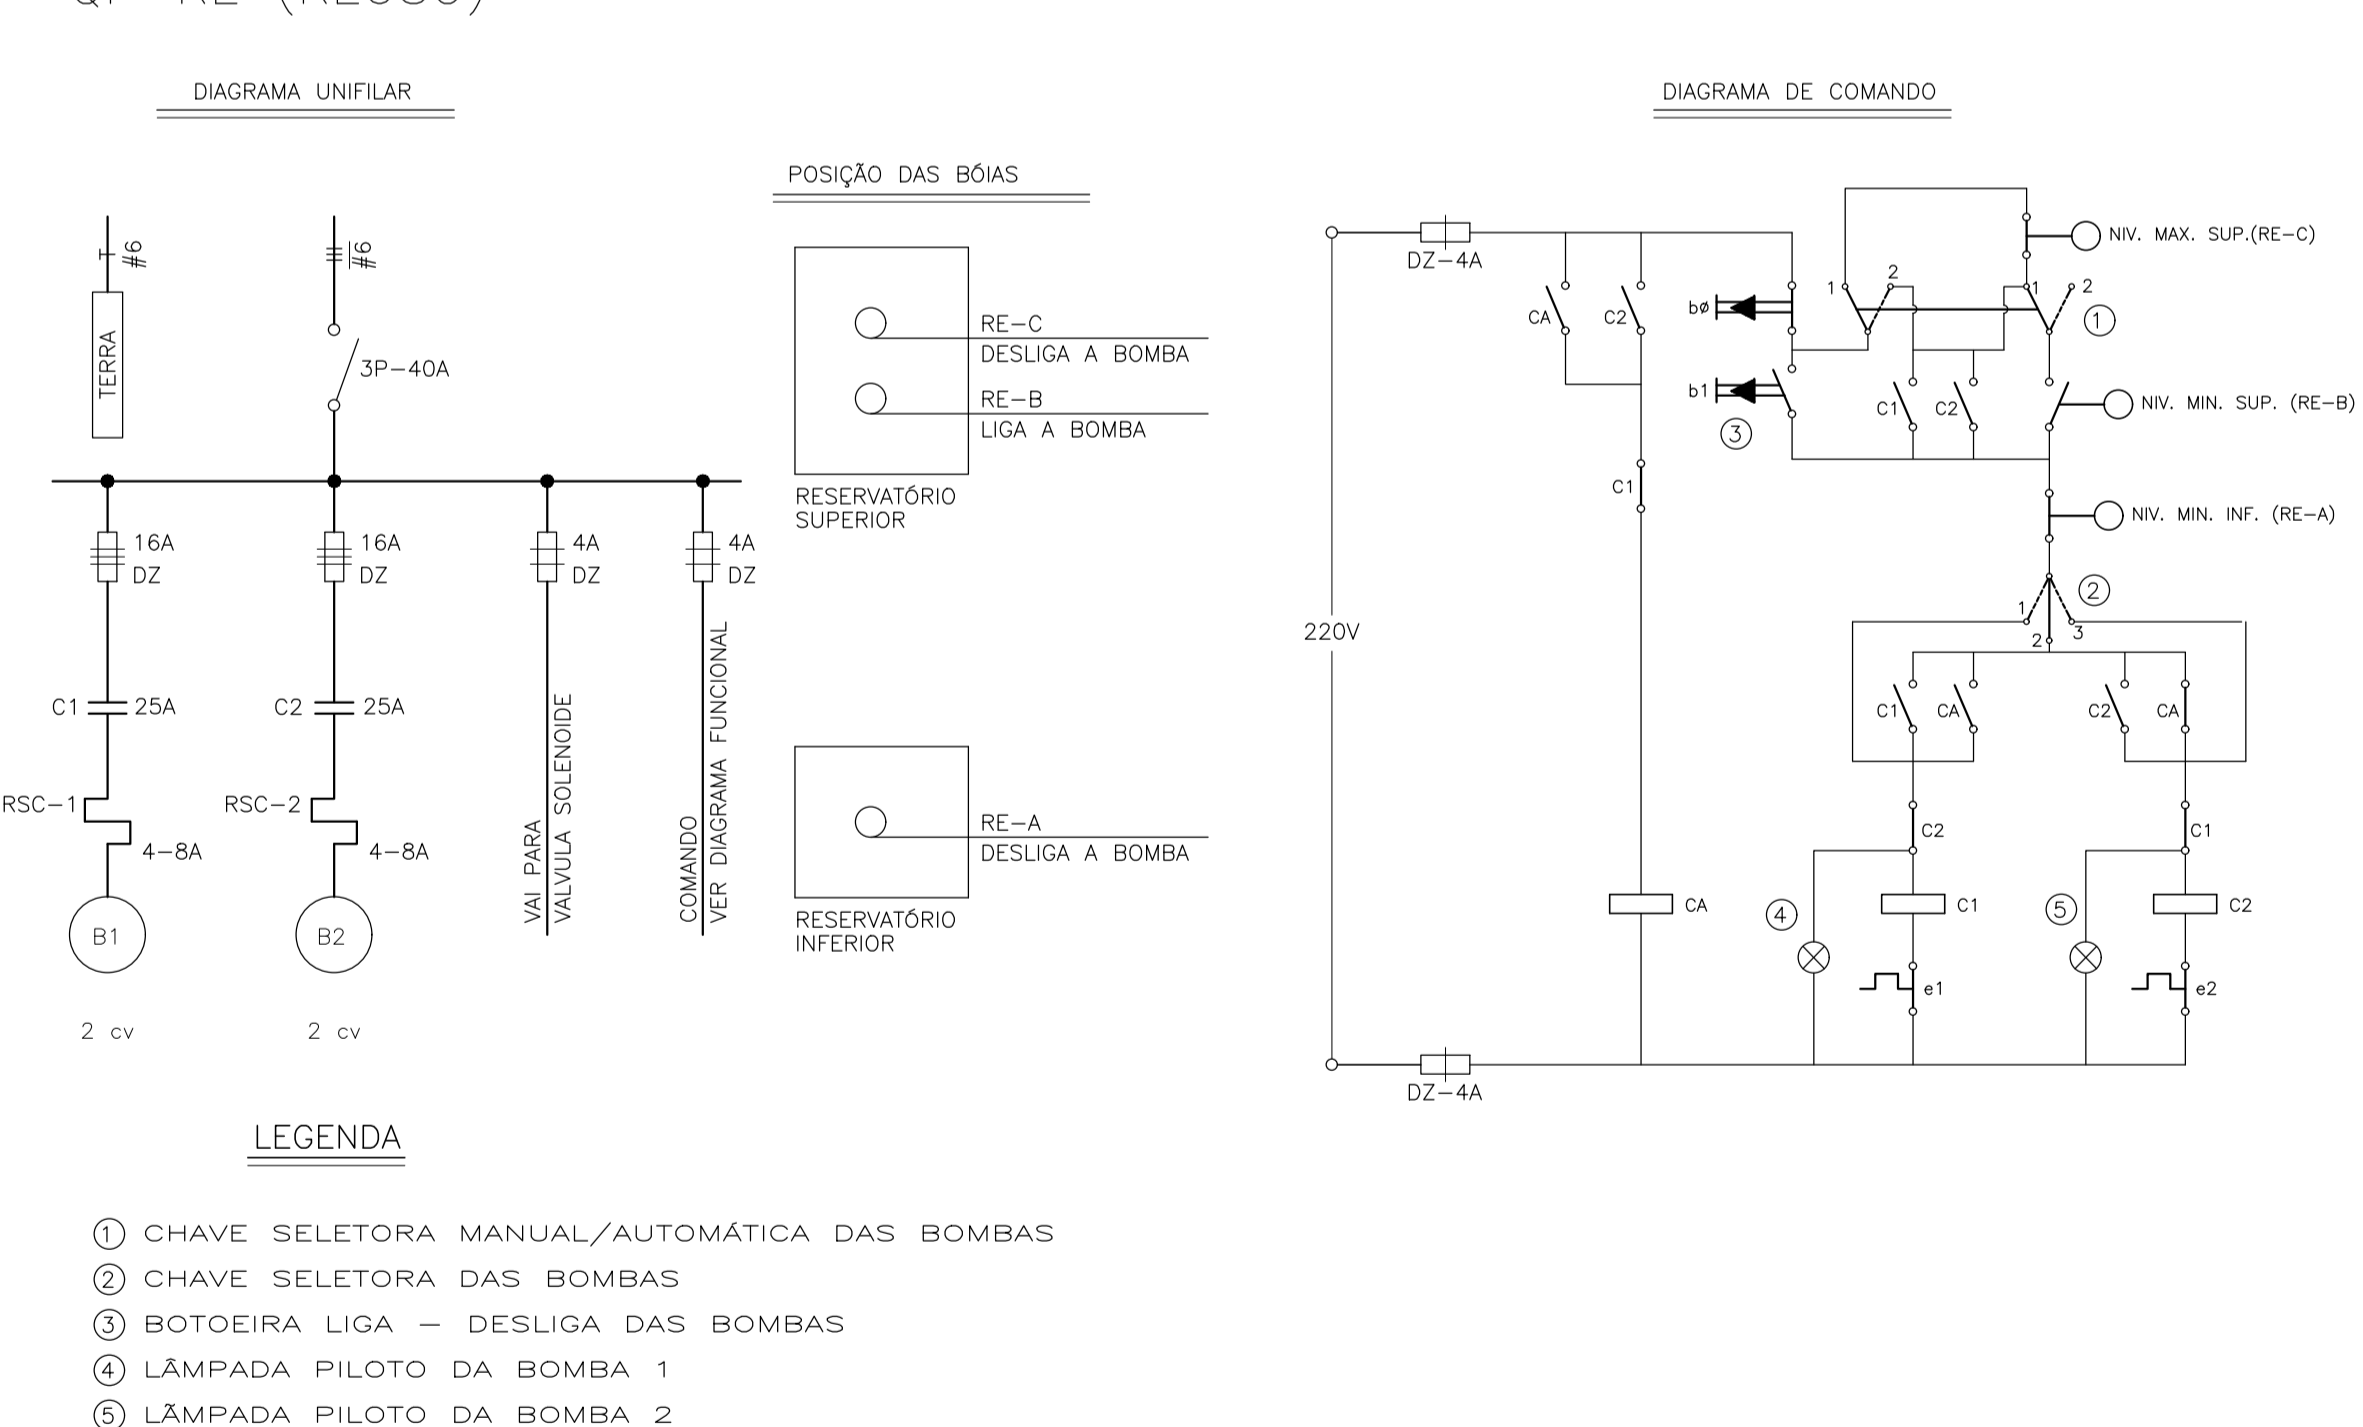 DIAGRAMA UNIFILAR
DIAGRAMA DE COMANDO
POSIÇÃO DAS BÓIAS
#6
#6
TERRA
3P-40A
16A
DZ
16A
DZ
4A
DZ
4A
DZ
C1
25A
C2
25A
RSC-1
4-8A
RSC-2
4-8A
B1
B2
2 cv
2 cv
VAI PARA
VALVULA SOLENOIDE
COMANDO
VER DIAGRAMA FUNCIONAL
RE-C
DESLIGA A BOMBA
RE-B
LIGA A BOMBA
RESERVATÓRIO
SUPERIOR
RE-A
DESLIGA A BOMBA
RESERVATÓRIO
INFERIOR
220V
DZ-4A
DZ-4A
CA
C2
C1
CA
bø
b1
3
1
2
1
2
1
NIV. MAX. SUP.(RE-C)
C1
C2
NIV. MIN. SUP. (RE-B)
NIV. MIN. INF. (RE-A)
2
1
2
3
C1
CA
C2
CA
C2
C1
4
C1
5
C2
e1
e2
LEGENDA
1 CHAVE SELETORA MANUAL/AUTOMÁTICA DAS BOMBAS
2 CHAVE SELETORA DAS BOMBAS
3 BOTOEIRA LIGA – DESLIGA DAS BOMBAS
4 LÂMPADA PILOTO DA BOMBA 1
5 LÃMPADA PILOTO DA BOMBA 2